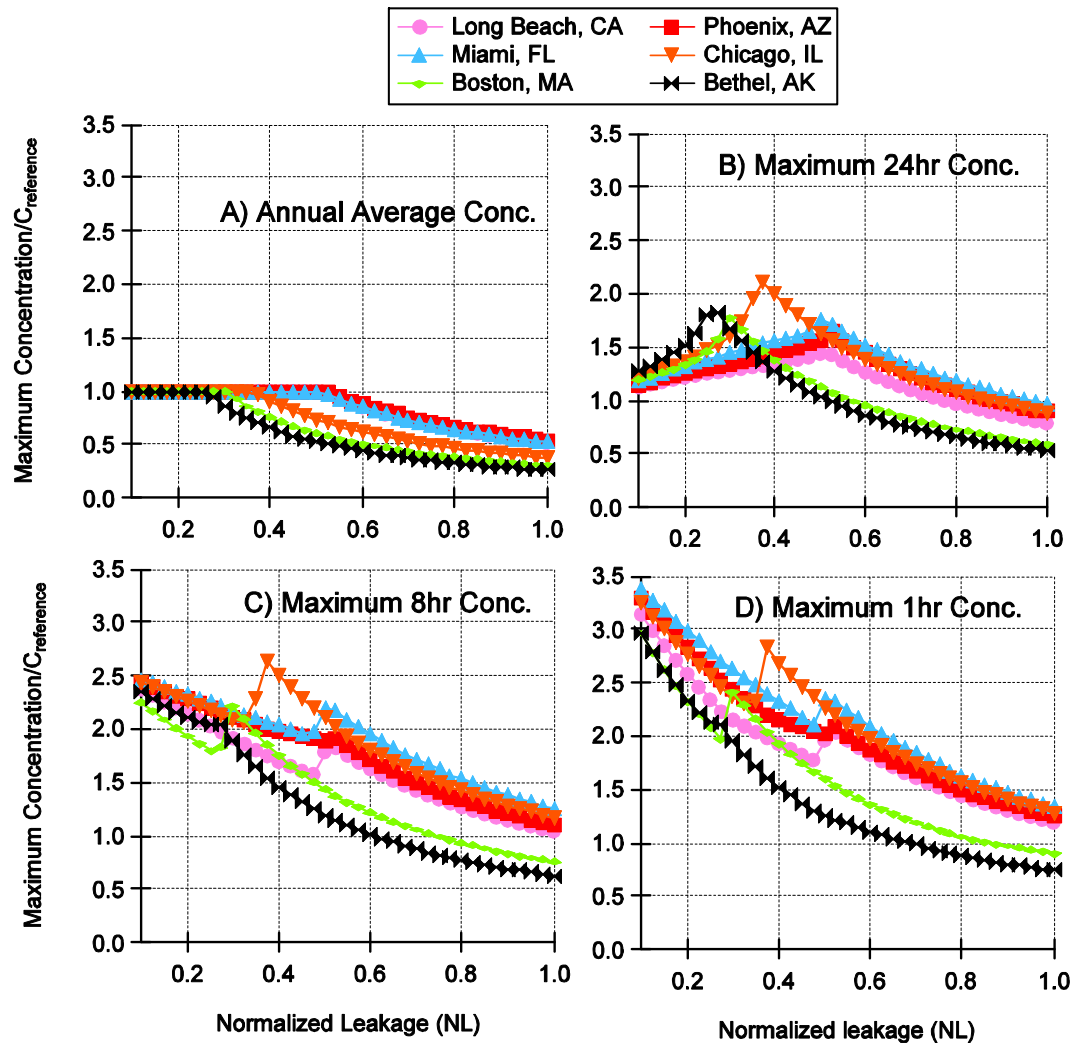 Long Beach, CA Phoenix, AZ
Miami, FL Chicago, IL
Boston, MA Bethel, AK
A) Annual Average Conc.
Maximum Concentration/Creference
3.5
3.0
2.5
2.0
1.5
1.0
0.5
0.0
0.2 0.4 0.6 0.8 1.0
B) Maximum 24hr Conc.
3.5
3.0
2.5
2.0
1.5
1.0
0.5
0.0
0.2 0.4 0.6 0.8 1.0
C) Maximum 8hr Conc.
Maximum Concentration/Creference
3.5
3.0
2.5
2.0
1.5
1.0
0.5
0.0
0.2 0.4 0.6 0.8 1.0
Normalized Leakage (NL)
D) Maximum 1hr Conc.
3.5
3.0
2.5
2.0
1.5
1.0
0.5
0.0
0.2 0.4 0.6 0.8 1.0
Normalized leakage (NL)